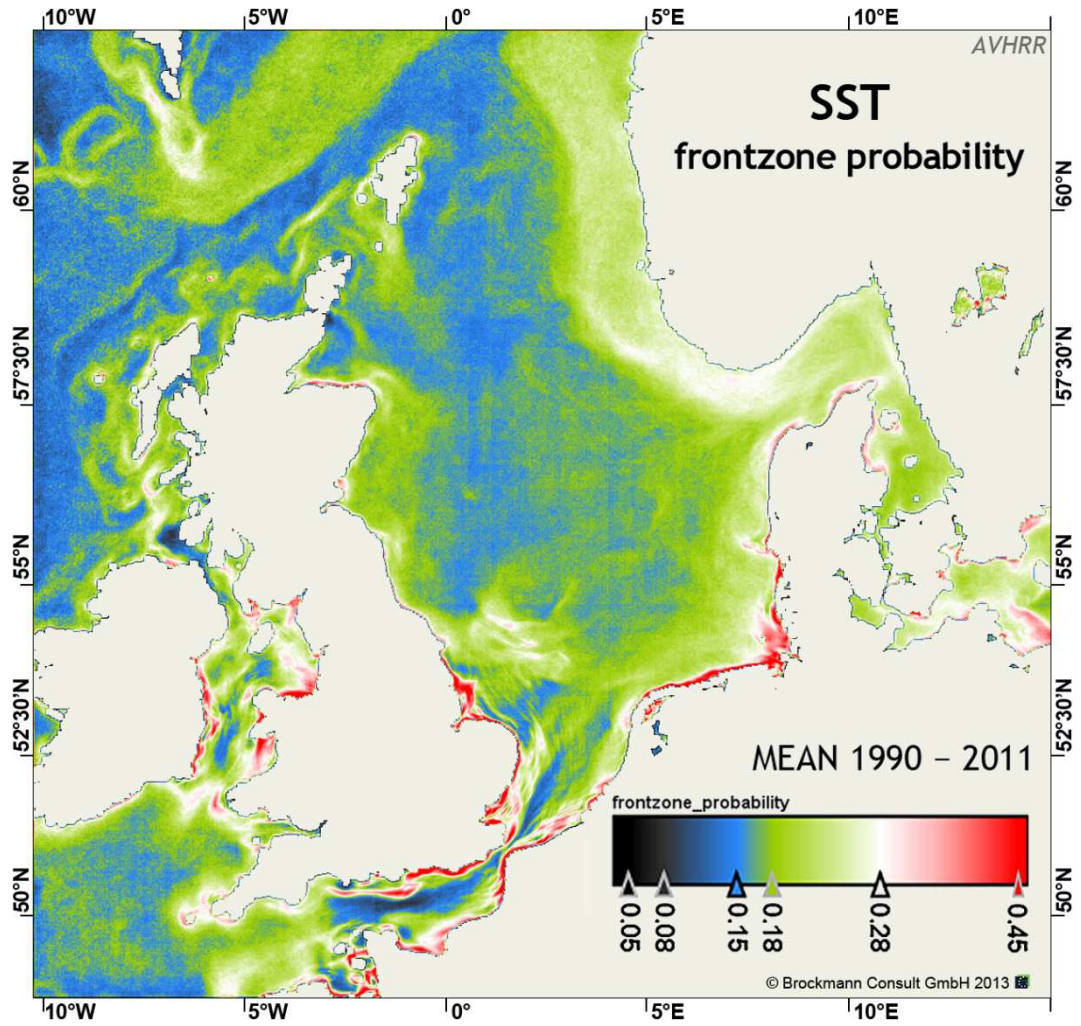 10°W 5°W 0° 5°E 10°E
AVHRR
SST
frontzone probability
60°N 60°N
57°30'N 57°30'N
55°N 55°N
52°30'N 52°30'N
MEAN 1990 – 2011
frontzone_probability
50°N 50°N
0.05 0.08 0.15 0.18 0.28 0.45
© Brockmann Consult GmbH 2013
10°W 5°W 0° 5°E 10°E